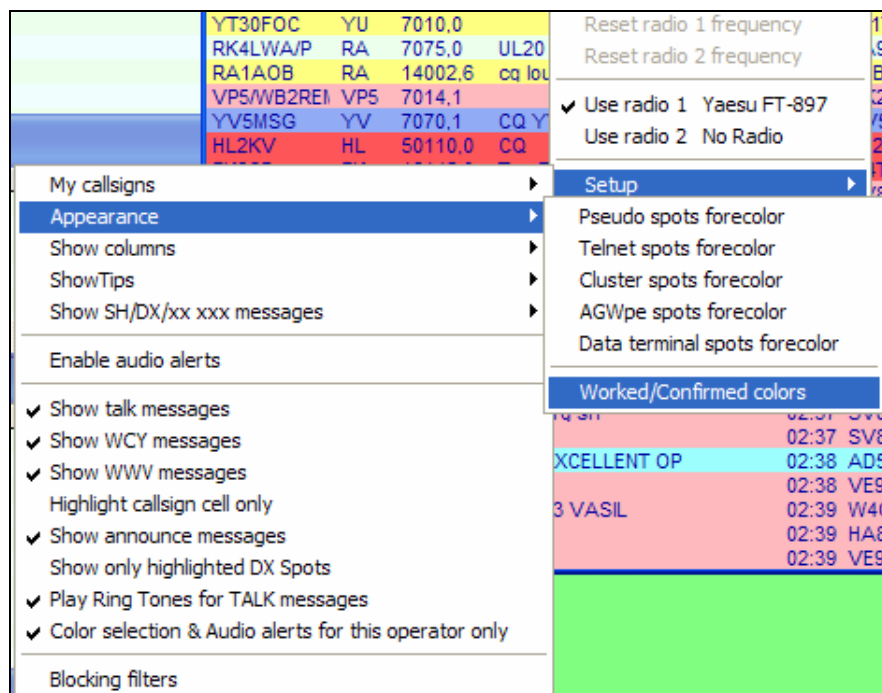 YT30FOC YU 7010,0
RK4LWA/P RA 7075,0 UL20
RA1AOB RA 14002,6 cq lou
VP5/WB2REM VP5 7014,1
YV5MSG YV 7070,1 CQ Y
HL2KV HL 50110,0 CQ
Reset radio 1 frequency
Reset radio 2 frequency
Use radio 1 Yaesu FT-897
Use radio 2 No Radio
Setup
My callsigns
Appearance
Show columns
ShowTips
Show SH/DX/xx xxx messages
Enable audio alerts
Show talk messages
Show WCY messages
Show WWV messages
Highlight callsign cell only
Show announce messages
Show only highlighted DX Spots
Play Ring Tones for TALK messages
Color selection & Audio alerts for this operator only
Blocking filters
Pseudo spots forecolor
Telnet spots forecolor
Cluster spots forecolor
AGWpe spots forecolor
Data terminal spots forecolor
Worked/Confirmed colors
02:37 SV8
XCELLENT OP 02:38 AD5
02:38 VE9
3 VASIL 02:39 W4
02:39 HA8
02:39 VE9